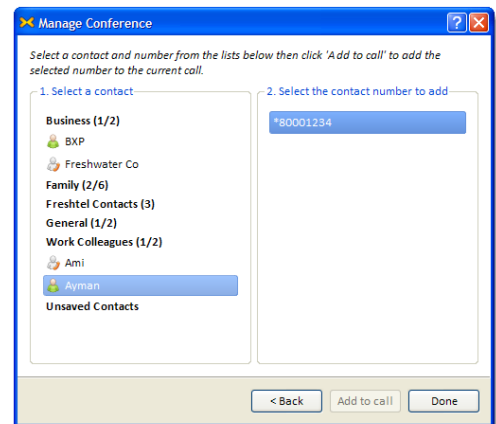 Manage Conference
Select a contact and number from the lists below then click 'Add to call' to add the
selected number to the current call.
1. Select a contact
Business (1/2)
BXP
Freshwater Co
Family (2/6)
Freshtel Contacts (3)
General (1/2)
Work Colleagues (1/2)
Ami
Ayman
Unsaved Contacts
2. Select the contact number to add
*80001234
< Back
Add to call
Done